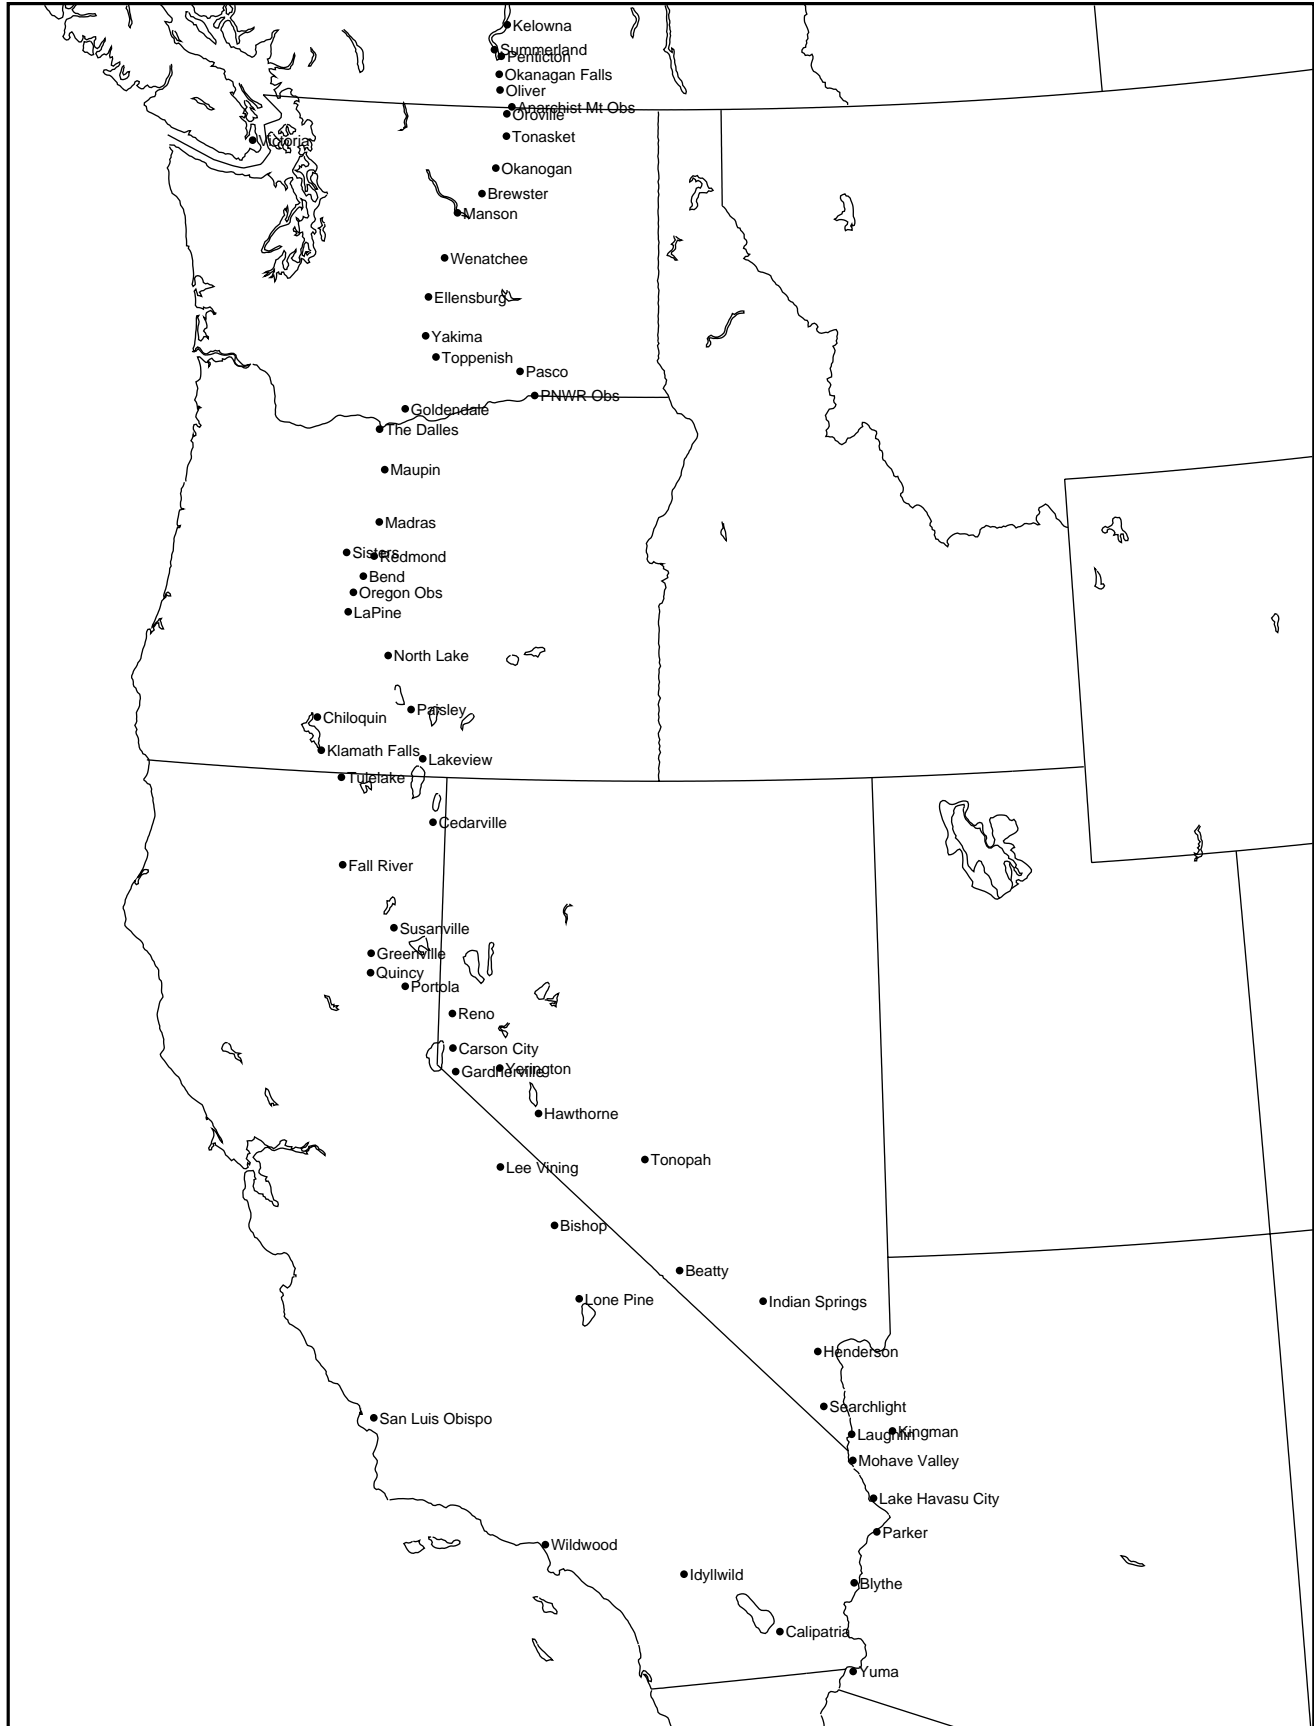 Kelowna
Summerland
Penticton
Okanagan Falls
Oliver
Anarchist Mt Obs
Oroville
Tonasket
Victoria
Okanogan
Brewster
Manson
Wenatchee
Ellensburg
Yakima
Toppenish
Pasco
PNWR Obs
Goldendale
The Dalles
Maupin
Madras
Sisters
Redmond
Bend
Oregon Obs
LaPine
North Lake
Paisley
Chiloquin
Klamath Falls
Lakeview
Tulelake
Cedarville
Fall River
Susanville
Greenville
Quincy
Portola
Reno
Carson City
Yerington
Gardnerville
Hawthorne
Tonopah
Lee Vining
Bishop
Beatty
Lone Pine
Indian Springs
Henderson
Searchlight
San Luis Obispo
Kingman
Laughlin
Mohave Valley
Lake Havasu City
Parker
Wildwood
Idyllwild
Blythe
Calipatria
Yuma